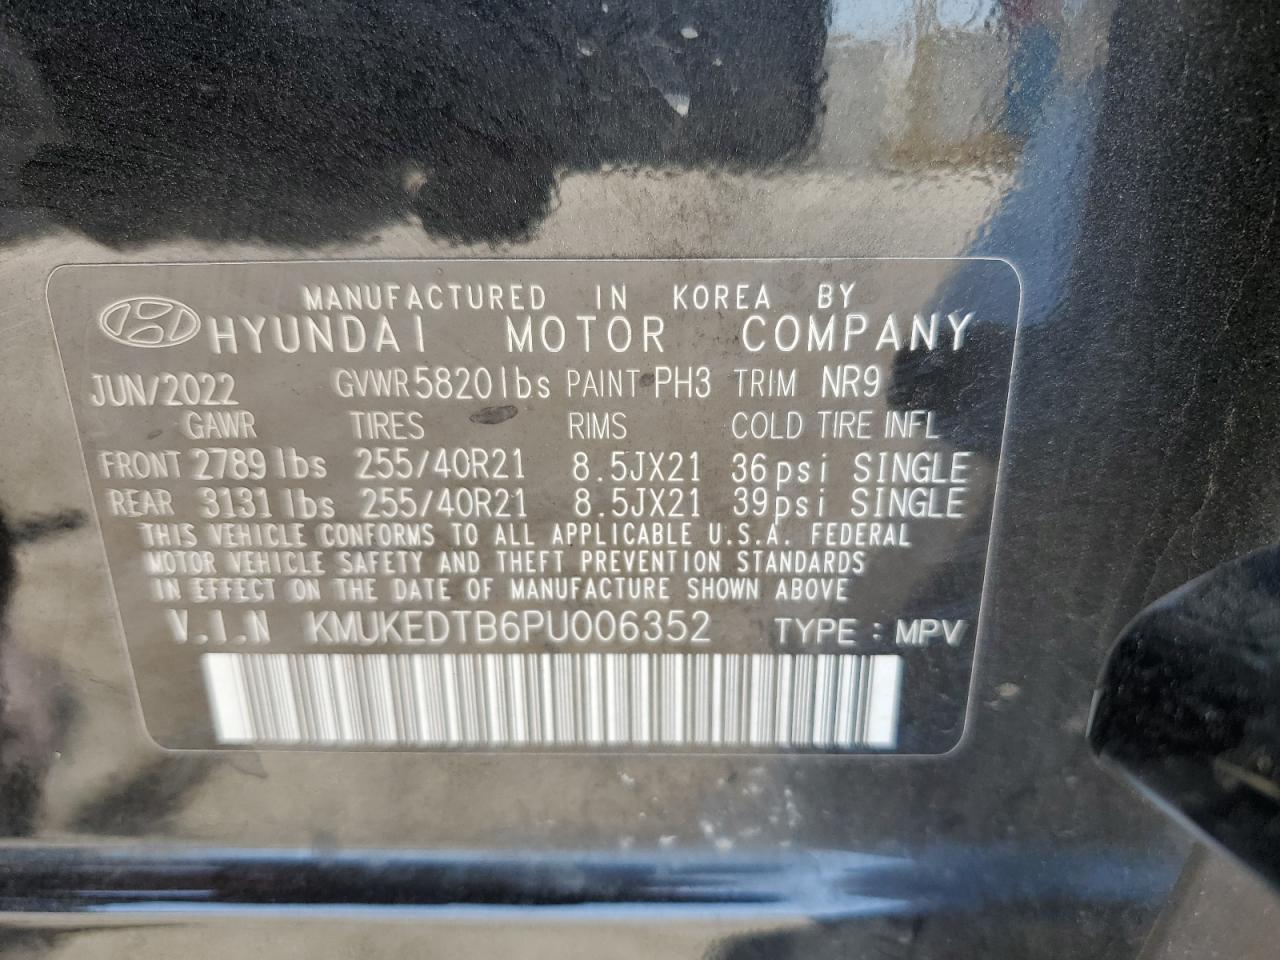 MANUFACTURED IN KOREA BY
HYUNDAI MOTOR COMPANY
JUN/2022 GVWR 5820 lbs PAINT PH3 TRIM NR9
GAWR TIRES RIMS COLD TIRE INFL
FRONT 2789 lbs 255/40R21 8.5JX21 36psi SINGLE
REAR 3131 lbs 255/40R21 8.5JX21 39psi SINGLE
THIS VEHICLE CONFORMS TO ALL APPLICABLE U.S.A. FEDERAL
MOTOR VEHICLE SAFETY AND THEFT PREVENTION STANDARDS
IN EFFECT ON THE DATE OF MANUFACTURE SHOWN ABOVE
V.I.N KMUKEDTB6PU006352 TYPE : MPV